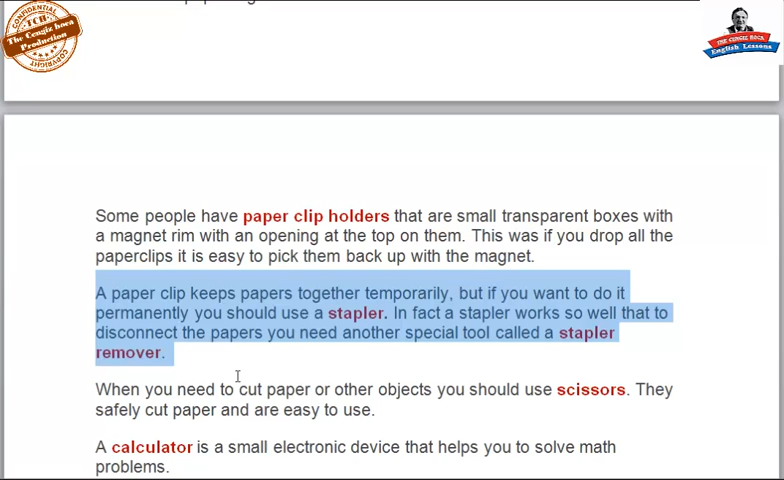 CONFIDENTIAL
TCH
The Cengiz hoca
Production
COPYRIGHT
THE CENGIZ HOCA
English Lessons
Some people have paper clip holders that are small transparent boxes with
a magnet rim with an opening at the top on them. This was if you drop all the
paperclips it is easy to pick them back up with the magnet.
A paper clip keeps papers together temporarily, but if you want to do it
permanently you should use a stapler. In fact a stapler works so well that to
disconnect the papers you need another special tool called a stapler
remover.
When you need to cut paper or other objects you should use scissors. They
safely cut paper and are easy to use.
A calculator is a small electronic device that helps you to solve math
problems.